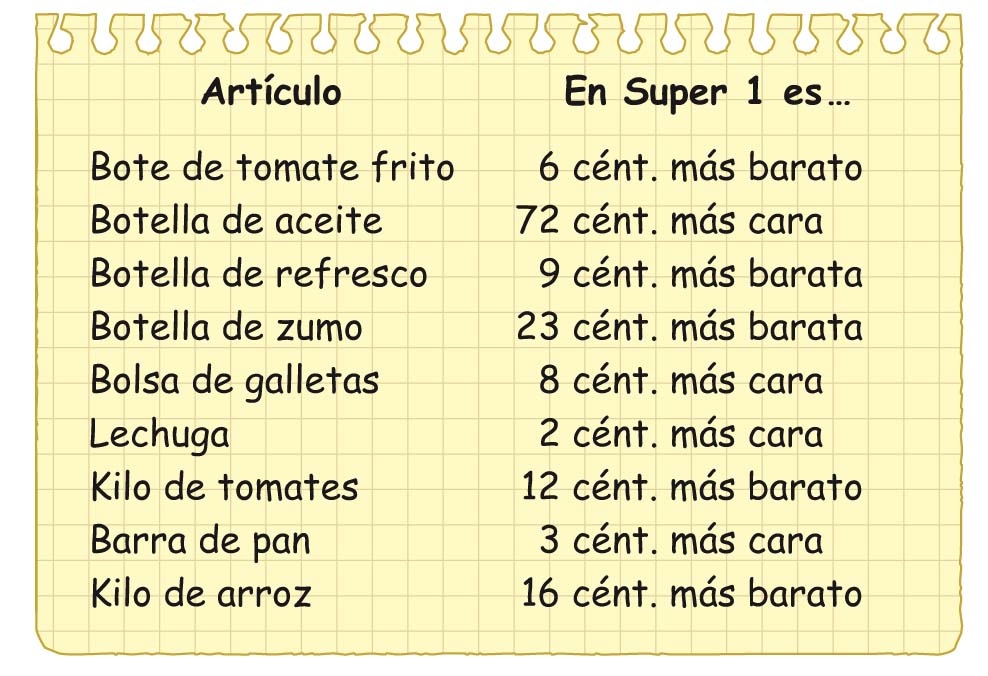 Artículo En Super 1 es...
Bote de tomate frito 6 cént. más barato
Botella de aceite 72 cént. más cara
Botella de refresco 9 cént. más barata
Botella de zumo 23 cént. más barata
Bolsa de galletas 8 cént. más cara
Lechuga 2 cént. más cara
Kilo de tomates 12 cént. más barato
Barra de pan 3 cént. más cara
Kilo de arroz 16 cént. más barato